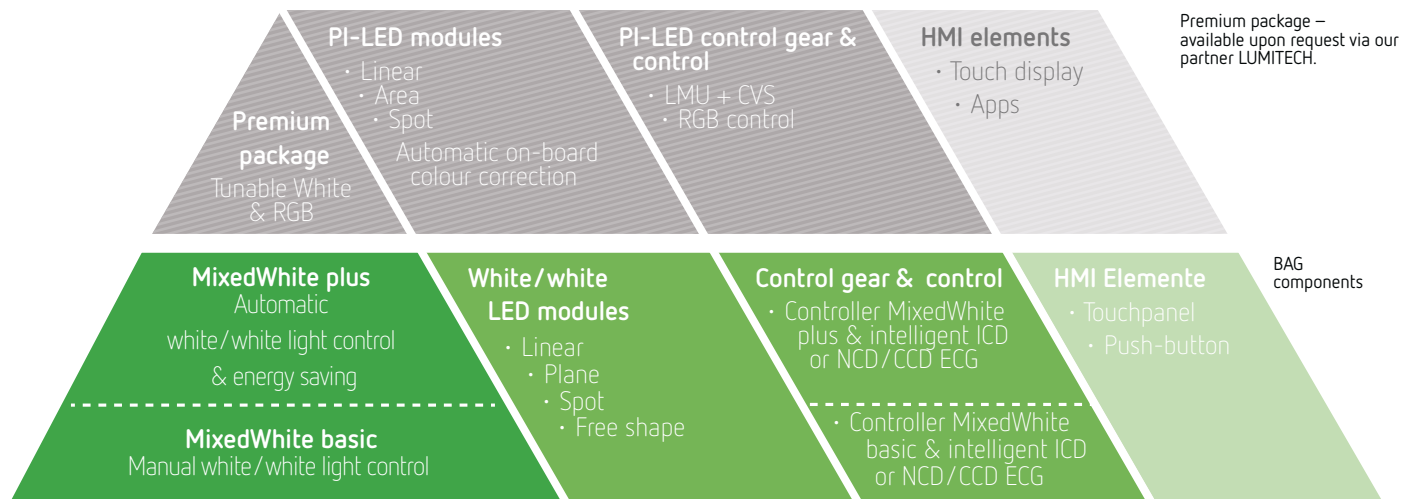 Premium
package
Tunable White
& RGB
PI-LED modules
· Linear
· Area
· Spot
Automatic on-board
colour correction
PI-LED control gear &
control
· LMU + CVS
· RGB control
HMI elements
· Touch display
· Apps
Premium package –
available upon request via our
partner LUMITECH.
MixedWhite plus
Automatic
white/white light control
& energy saving
MixedWhite basic
Manual white/white light control
White/white
LED modules
· Linear
· Plane
· Spot
· Free shape
Control gear & control
· Controller MixedWhite
plus & intelligent ICD
or NCD/CCD ECG
· Controller MixedWhite
basic & intelligent ICD
or NCD/CCD ECG
HMI Elemente
· Touchpanel
· Push-button
BAG
components